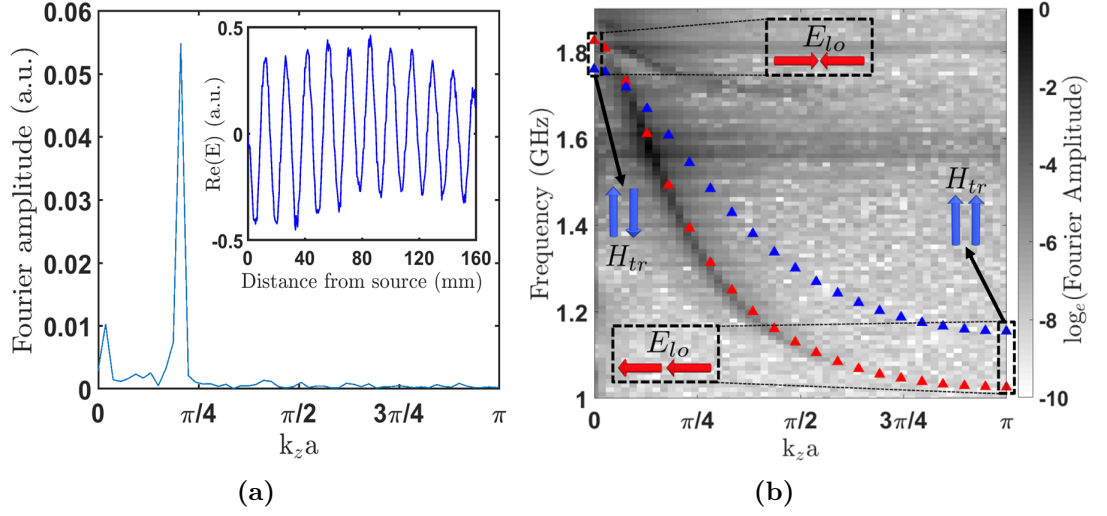 0.06
0.05
0.04
0.03
0.02
0.01
0
Fourier amplitude (a.u.)
0 π/4 π/2 3π/4 π
k_z a
0.5
0
-0.5
Re(E) (a.u.)
0 40 80 120 160
Distance from source (mm)
(a)
1.8
1.6
1.4
1.2
1
Frequency (GHz)
0 π/4 π/2 3π/4 π
k_z a
E_lo
H_tr
H_tr
E_lo
0
-2
-4
-6
-8
-10
log_e(Fourier Amplitude)
(b)